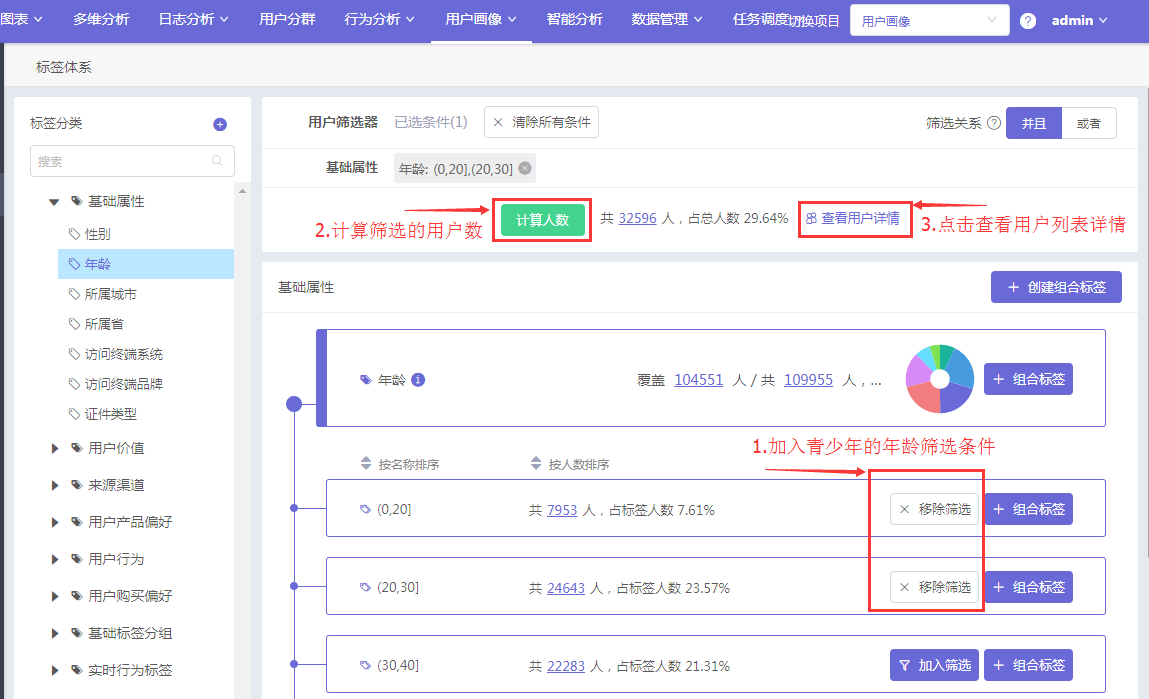 图表 多维分析 日志分析 用户分群 行为分析 用户画像 智能分析 数据管理 任务调度切换项目 用户画像 ? admin
标签体系
标签分类
搜索
基础属性
性别
年龄
所属城市
所属省
访问终端系统
访问终端品牌
证件类型
用户价值
来源渠道
用户产品偏好
用户行为
用户购买偏好
基础标签分组
实时行为标签
用户筛选器 已选条件(1) 清除所有条件 筛选关系 ? 并且 或者
基础属性 年龄: (0,20],(20,30]
2.计算筛选的用户数 计算人数 共 32596 人，占总人数 29.64% 查看用户详情 3.点击查看用户列表详情
基础属性 创建组合标签
年龄 覆盖 104551 人 / 共 109955 人，... 组合标签
1.加入青少年的年龄筛选条件
按名称排序 按人数排序
(0,20] 共 7953 人，占标签人数 7.61% 移除筛选 组合标签
(20,30] 共 24643 人，占标签人数 23.57% 移除筛选 组合标签
(30,40] 共 22283 人，占标签人数 21.31% 加入筛选 组合标签